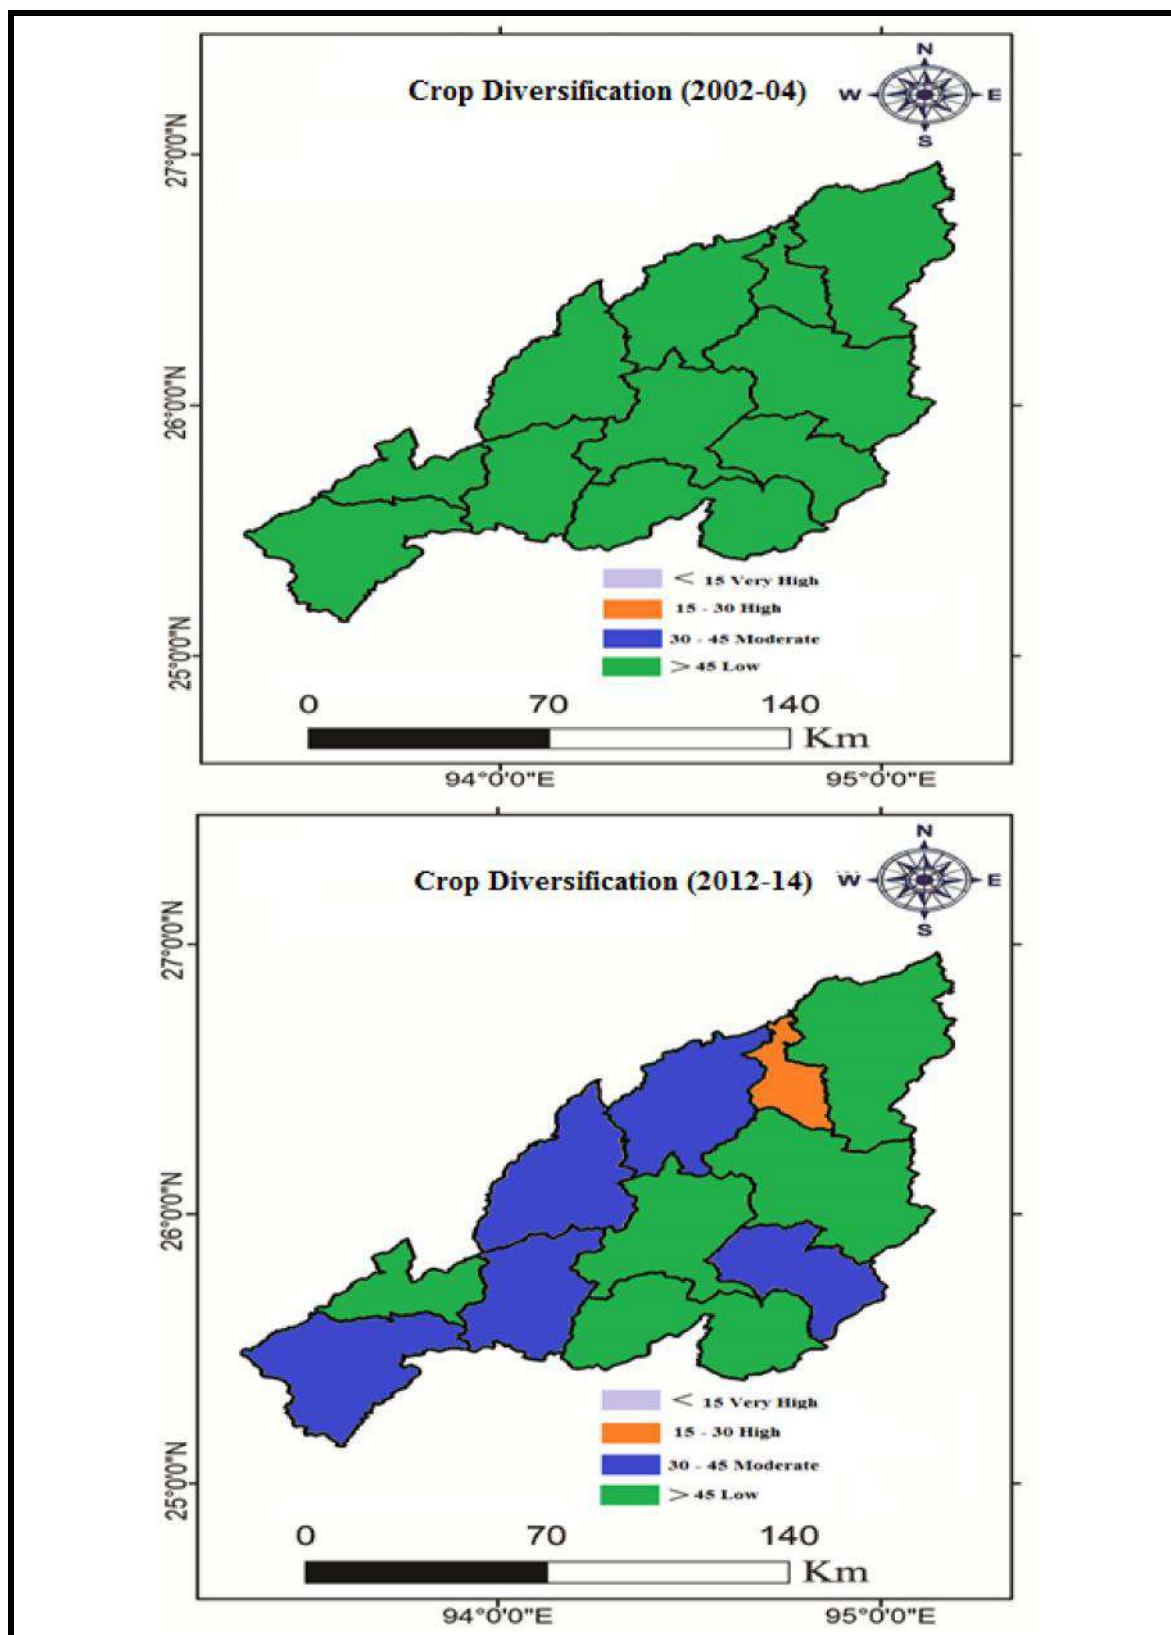 N
Crop Diversification (2002-04)
W E
S
27°0'0"N
26°0'0"N
25°0'0"N
< 15 Very High
15 - 30 High
30 - 45 Moderate
> 45 Low
0 70 140
Km
94°0'0"E 95°0'0"E
N
Crop Diversification (2012-14)
W E
S
27°0'0"N
26°0'0"N
25°0'0"N
< 15 Very High
15 - 30 High
30 - 45 Moderate
> 45 Low
0 70 140
Km
94°0'0"E 95°0'0"E